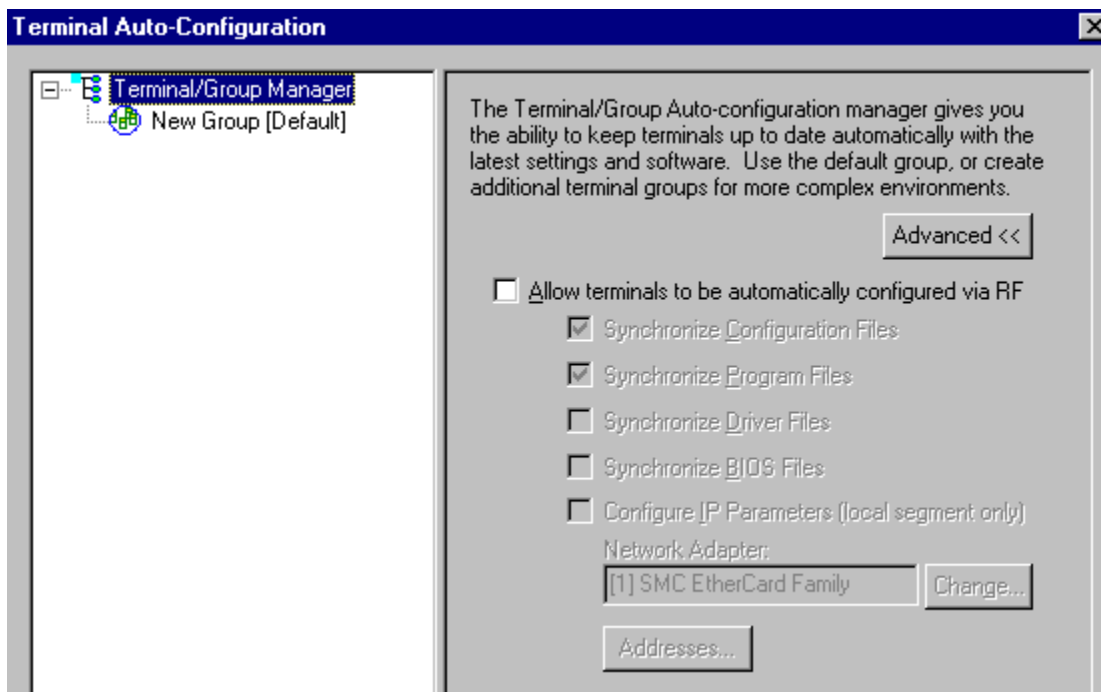 Terminal Auto-Configuration
Terminal/Group Manager
New Group [Default]
The Terminal/Group Auto-configuration manager gives you
the ability to keep terminals up to date automatically with the
latest settings and software. Use the default group, or create
additional terminal groups for more complex environments.
Advanced <<
Allow terminals to be automatically configured via RF
Synchronize Configuration Files
Synchronize Program Files
Synchronize Driver Files
Synchronize BIOS Files
Configure IP Parameters (local segment only)
Network Adapter:
[1] SMC EtherCard Family
Change...
Addresses...